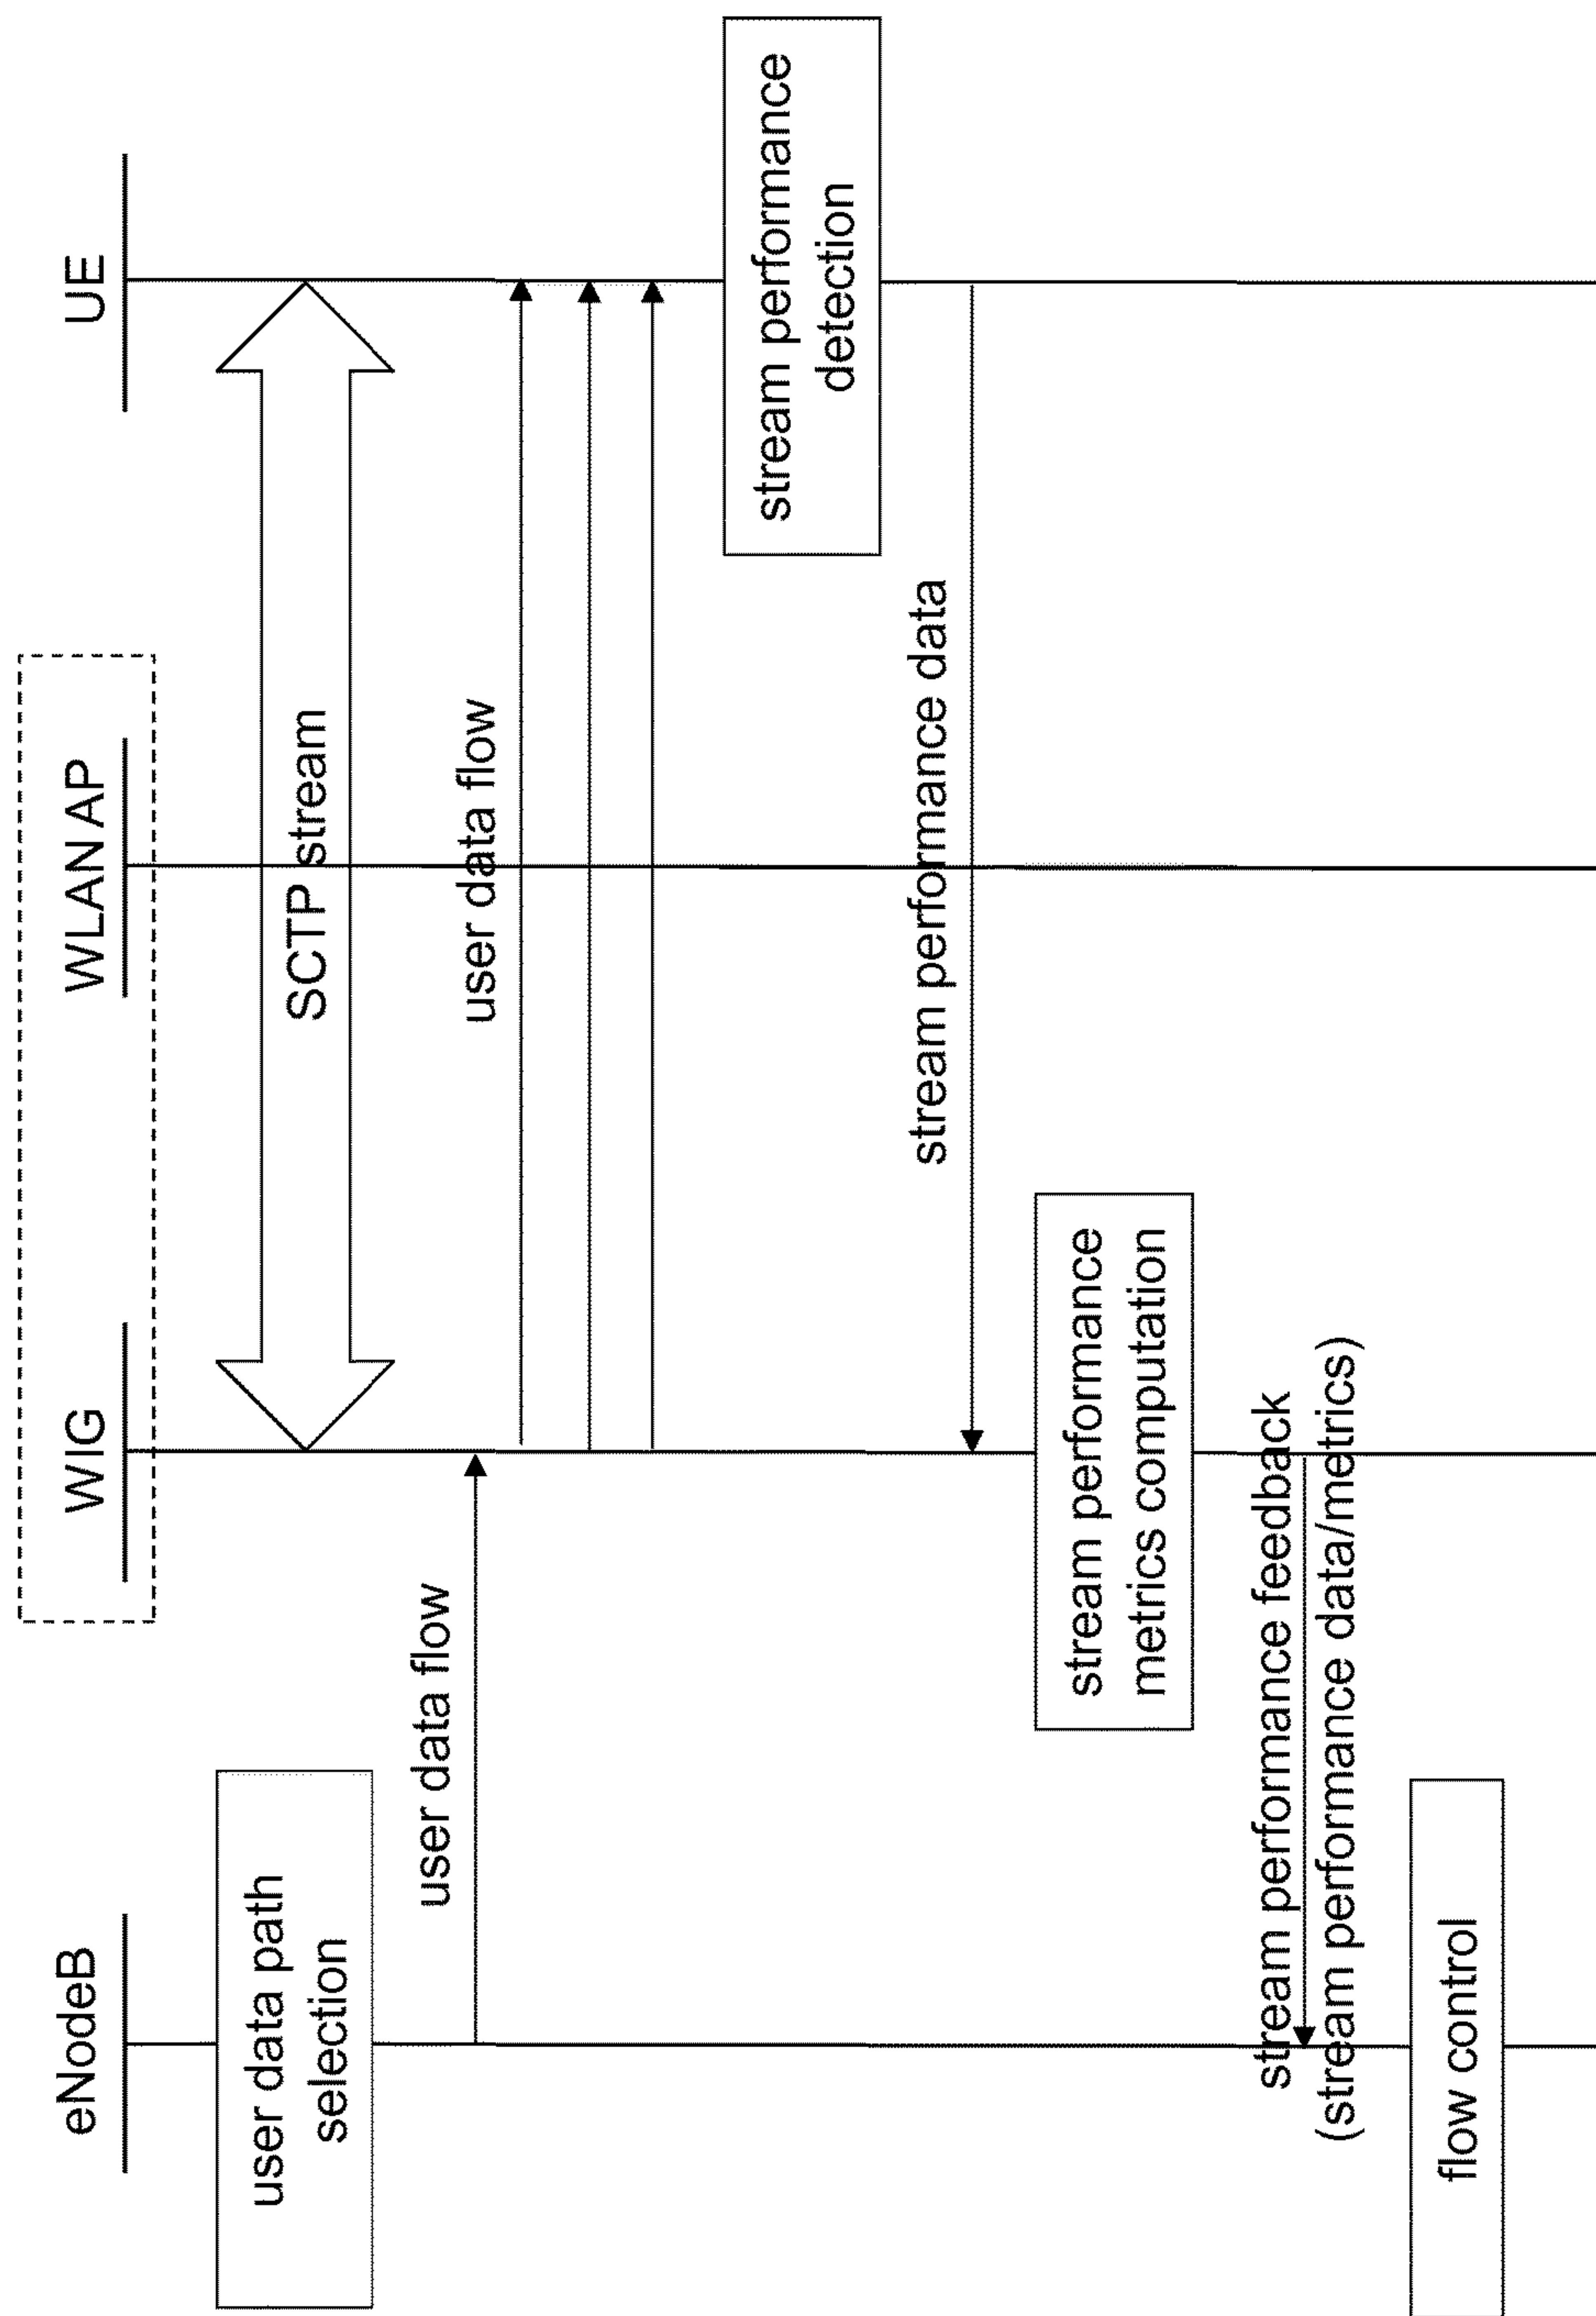 eNodeB
WIG
WLAN AP
UE
user data path
selection
SCTP stream
user data flow
user data flow
stream performance
detection
stream performance data
stream performance
metrics computation
stream performance feedback
(stream performance data/metrics)
flow control